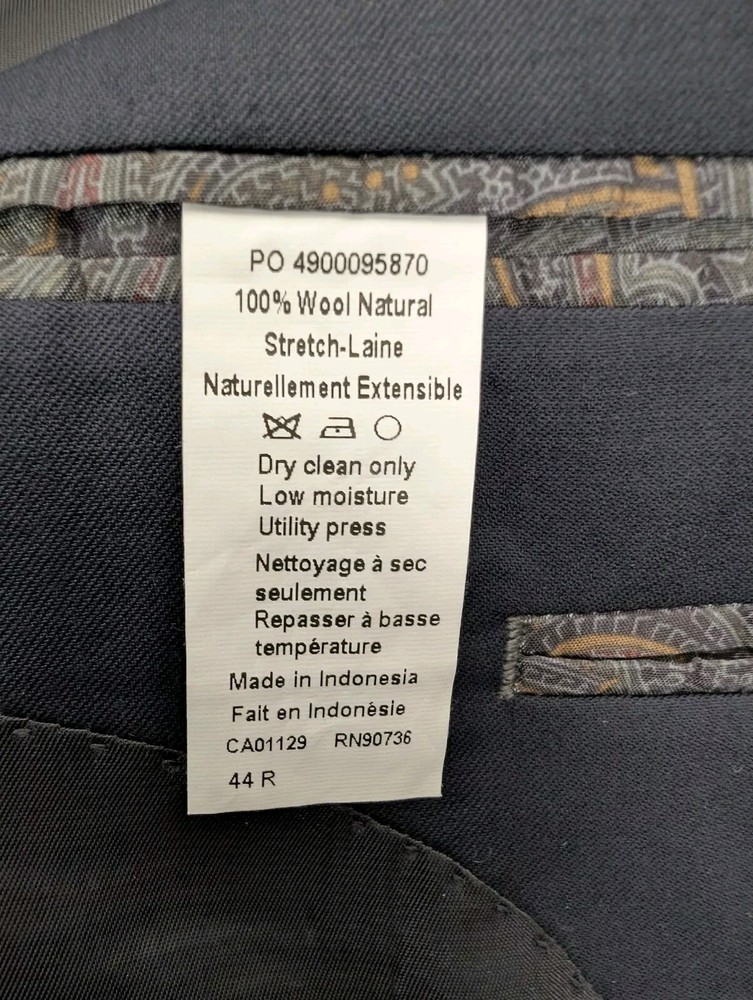 PO 4900095870
100% Wool Natural
Stretch-Laine
Naturellement Extensible
Dry clean only
Low moisture
Utility press
Nettoyage à sec
seulement
Repasser à basse
température
Made in Indonesia
Fait en Indonésie
CA01129 RN90736
44 R